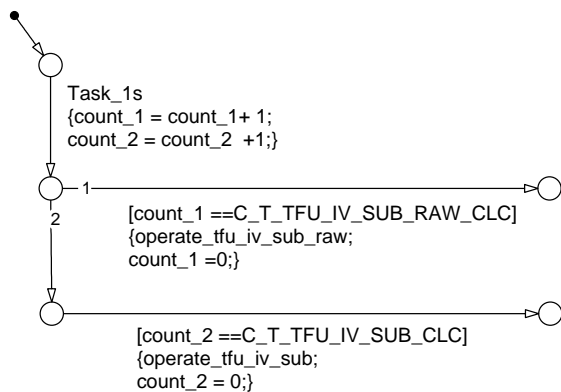 Task_1s
{count_1 = count_1+ 1;
count_2 = count_2 +1;}
1
2
[count_1 ==C_T_TFU_IV_SUB_RAW_CLC]
{operate_tfu_iv_sub_raw;
count_1 =0;}
[count_2 ==C_T_TFU_IV_SUB_CLC]
{operate_tfu_iv_sub;
count_2 = 0;}